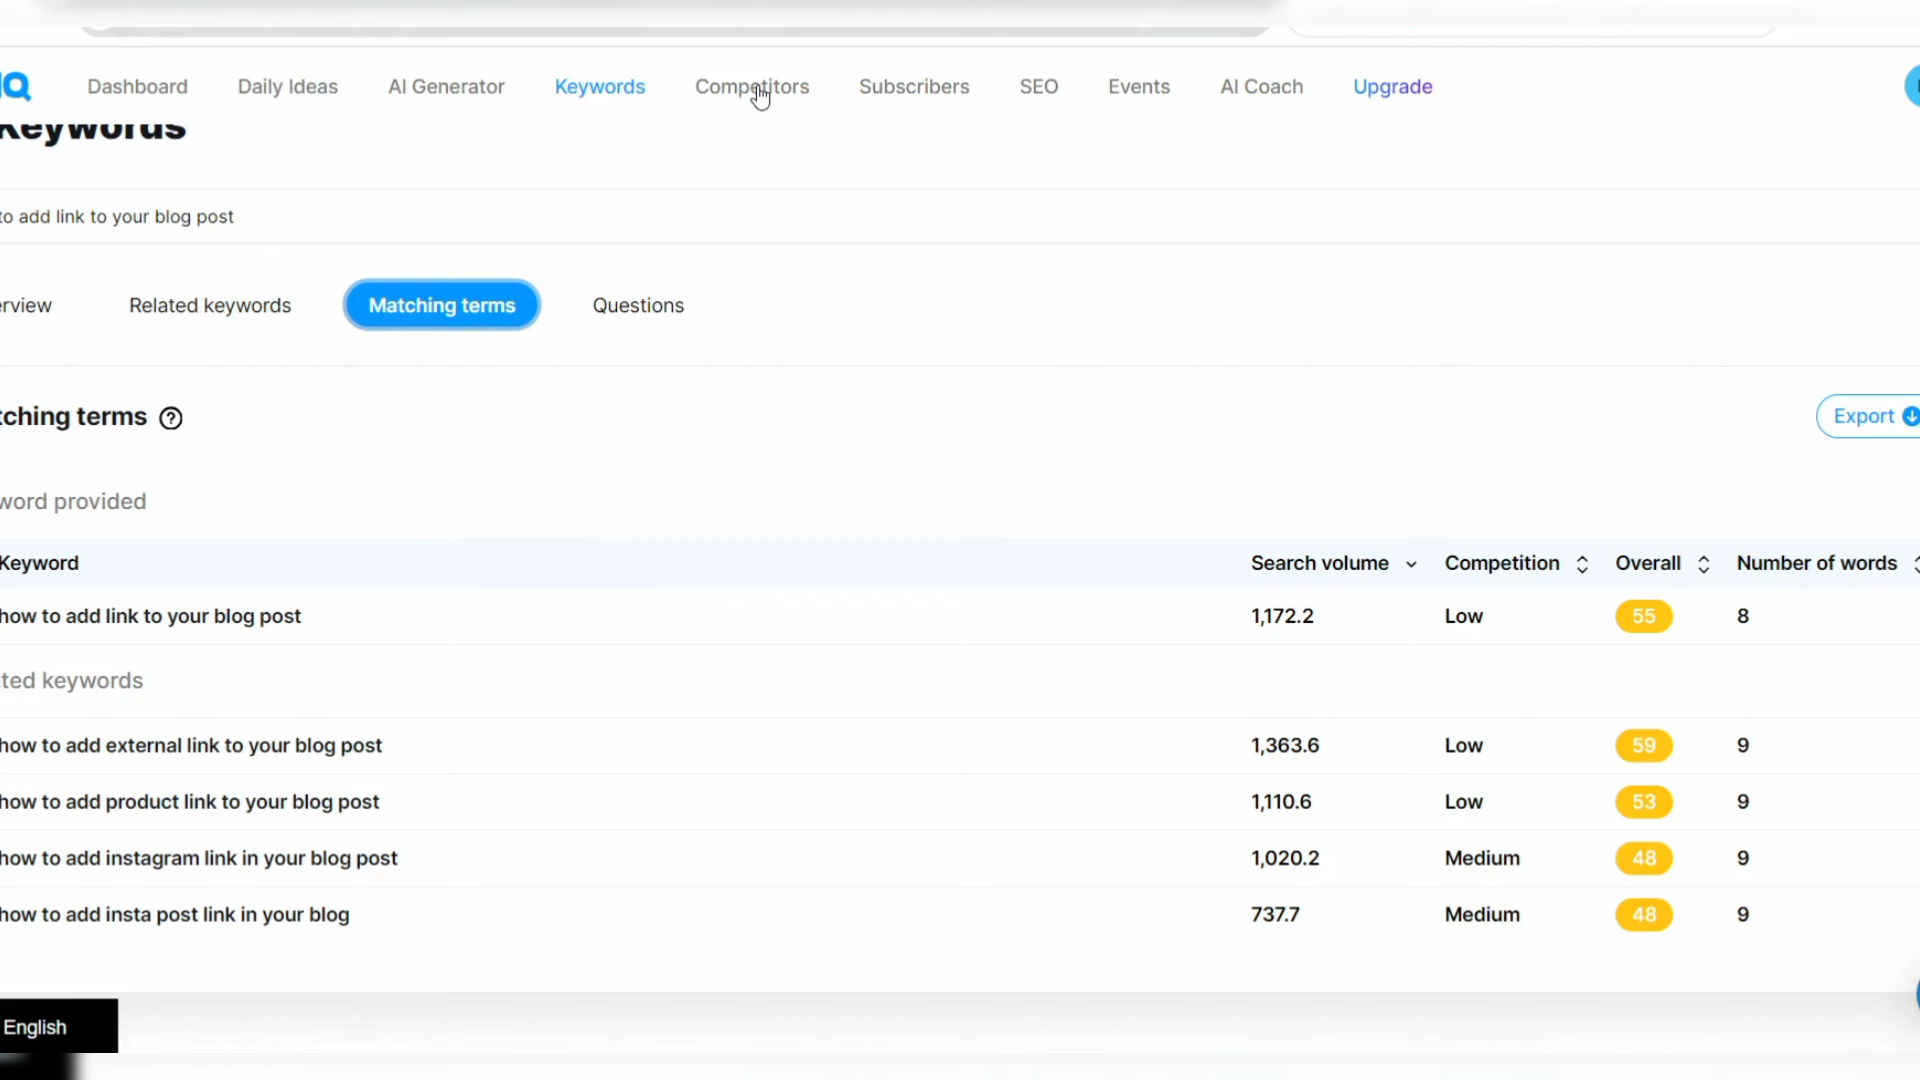 IQ Dashboard Daily Ideas AI Generator Keywords Competitors Subscribers SEO Events AI Coach Upgrade
Keywords
to add link to your blog post
erview Related keywords Matching terms Questions
tching terms ? Export
word provided
Keyword Search volume Competition Overall Number of words
how to add link to your blog post 1,172.2 Low 55 8
ted keywords
how to add external link to your blog post 1,363.6 Low 59 9
how to add product link to your blog post 1,110.6 Low 53 9
how to add instagram link in your blog post 1,020.2 Medium 48 9
how to add insta post link in your blog 737.7 Medium 48 9
English